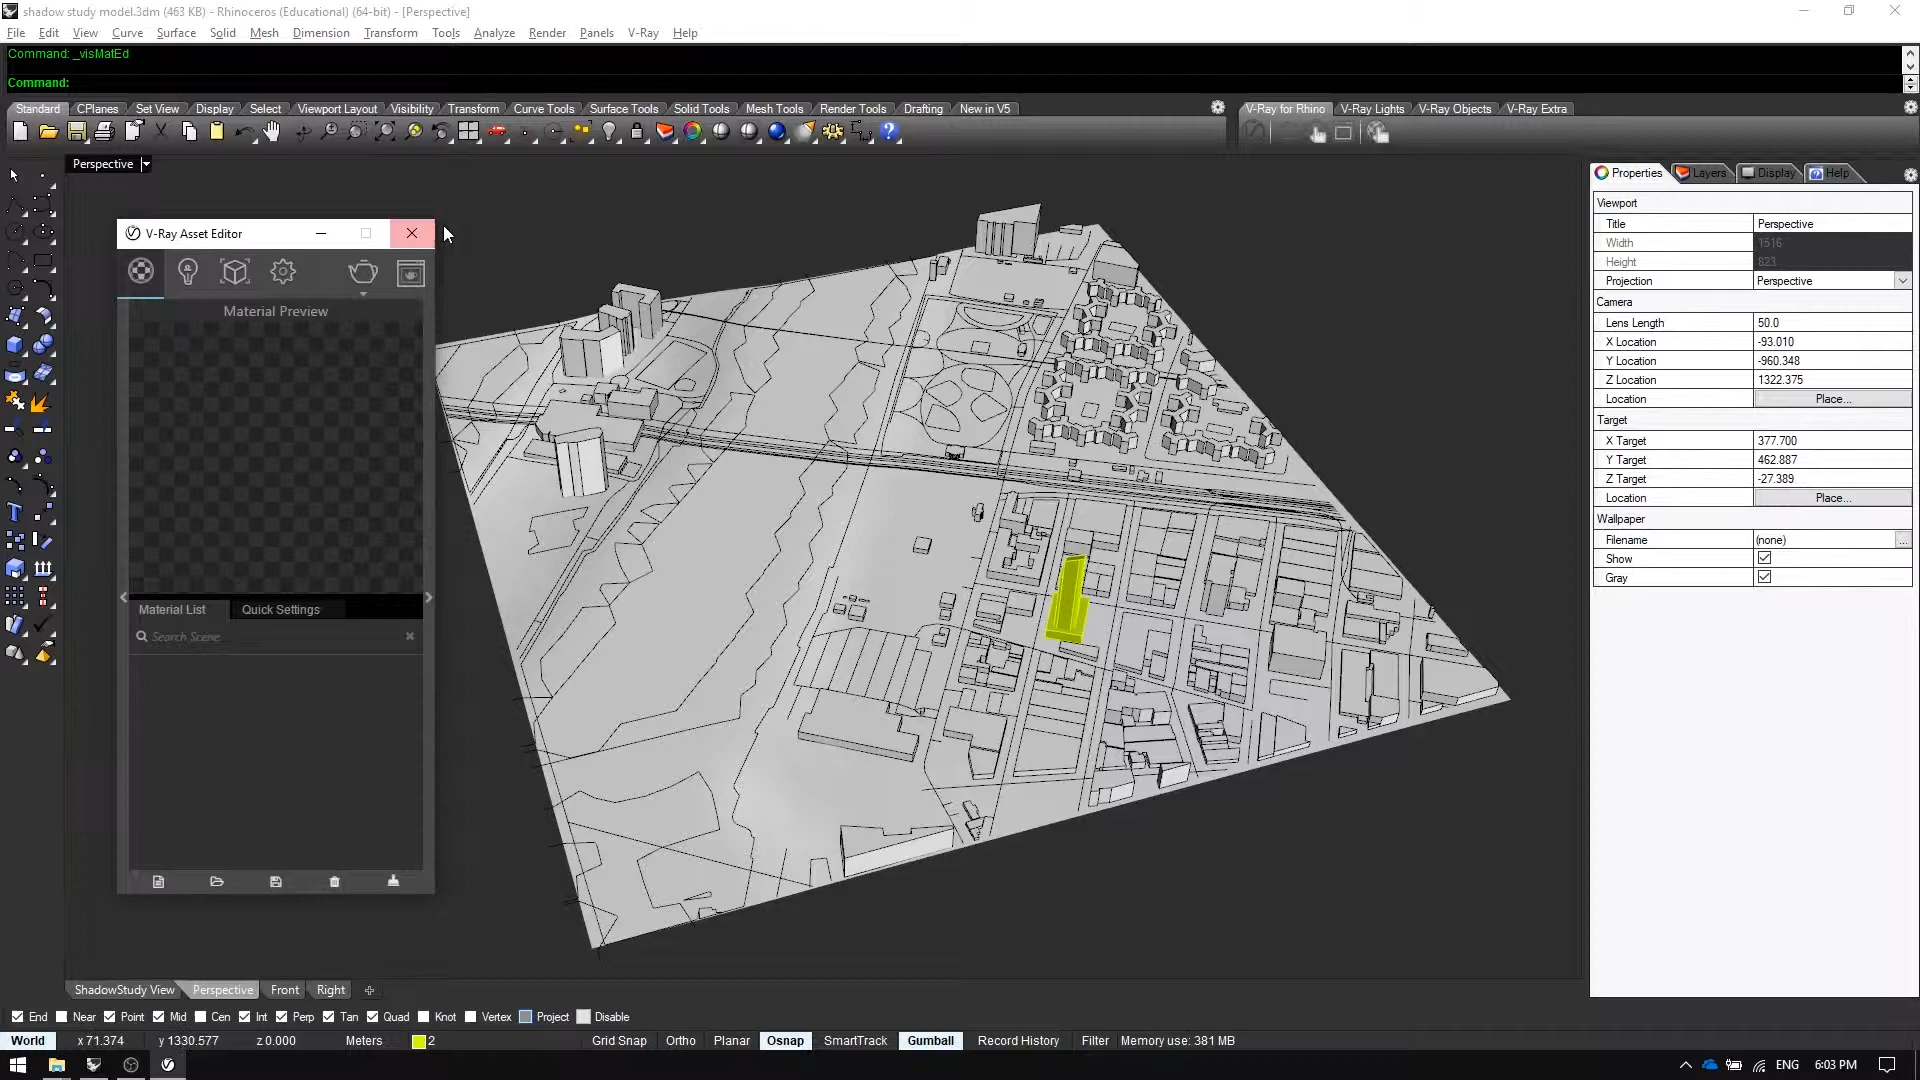 shadow study model.3dm (463 KB) - Rhinoceros (Educational) (64-bit) - [Perspective]
File Edit View Curve Surface Solid Mesh Dimension Transform Tools Analyze Render Panels V-Ray Help
Command: _visMatEd
Command:
Standard CPlanes Set View Display Select Viewport Layout Visibility Transform Curve Tools Surface Tools Solid Tools Mesh Tools Render Tools Drafting New in V5
V-Ray for Rhino V-Ray Lights V-Ray Objects V-Ray Extra
Perspective
V-Ray Asset Editor
Material Preview
Material List Quick Settings
Search Scene...
Properties Layers Display Help
Viewport
Title Perspective
Width 1516
Height 823
Projection Perspective
Camera
Lens Length 50.0
X Location -93.010
Y Location -960.348
Z Location 1322.375
Location Place...
Target
X Target 377.700
Y Target 462.887
Z Target -27.389
Location Place...
Wallpaper
Filename (none) ...
Show
Gray
ShadowStudy View Perspective Front Right
End Near Point Mid Cen Int Perp Tan Quad Knot Vertex Project Disable
World x 71.374 y 1330.577 z 0.000 Meters 2 Grid Snap Ortho Planar Osnap SmartTrack Gumball Record History Filter Memory use: 381 MB
ENG 6:03 PM